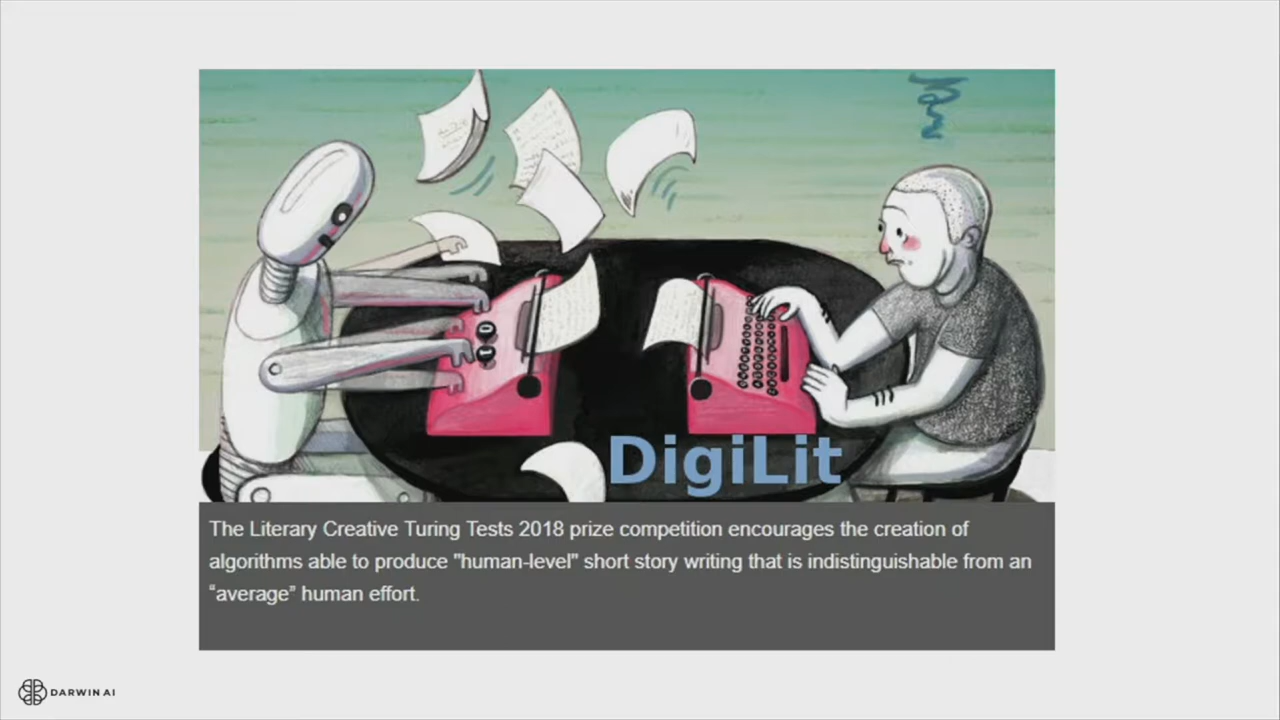 DigiLit
The Literary Creative Turing Tests 2018 prize competition encourages the creation of
algorithms able to produce "human-level" short story writing that is indistinguishable from an
“average” human effort.
DARWIN AI